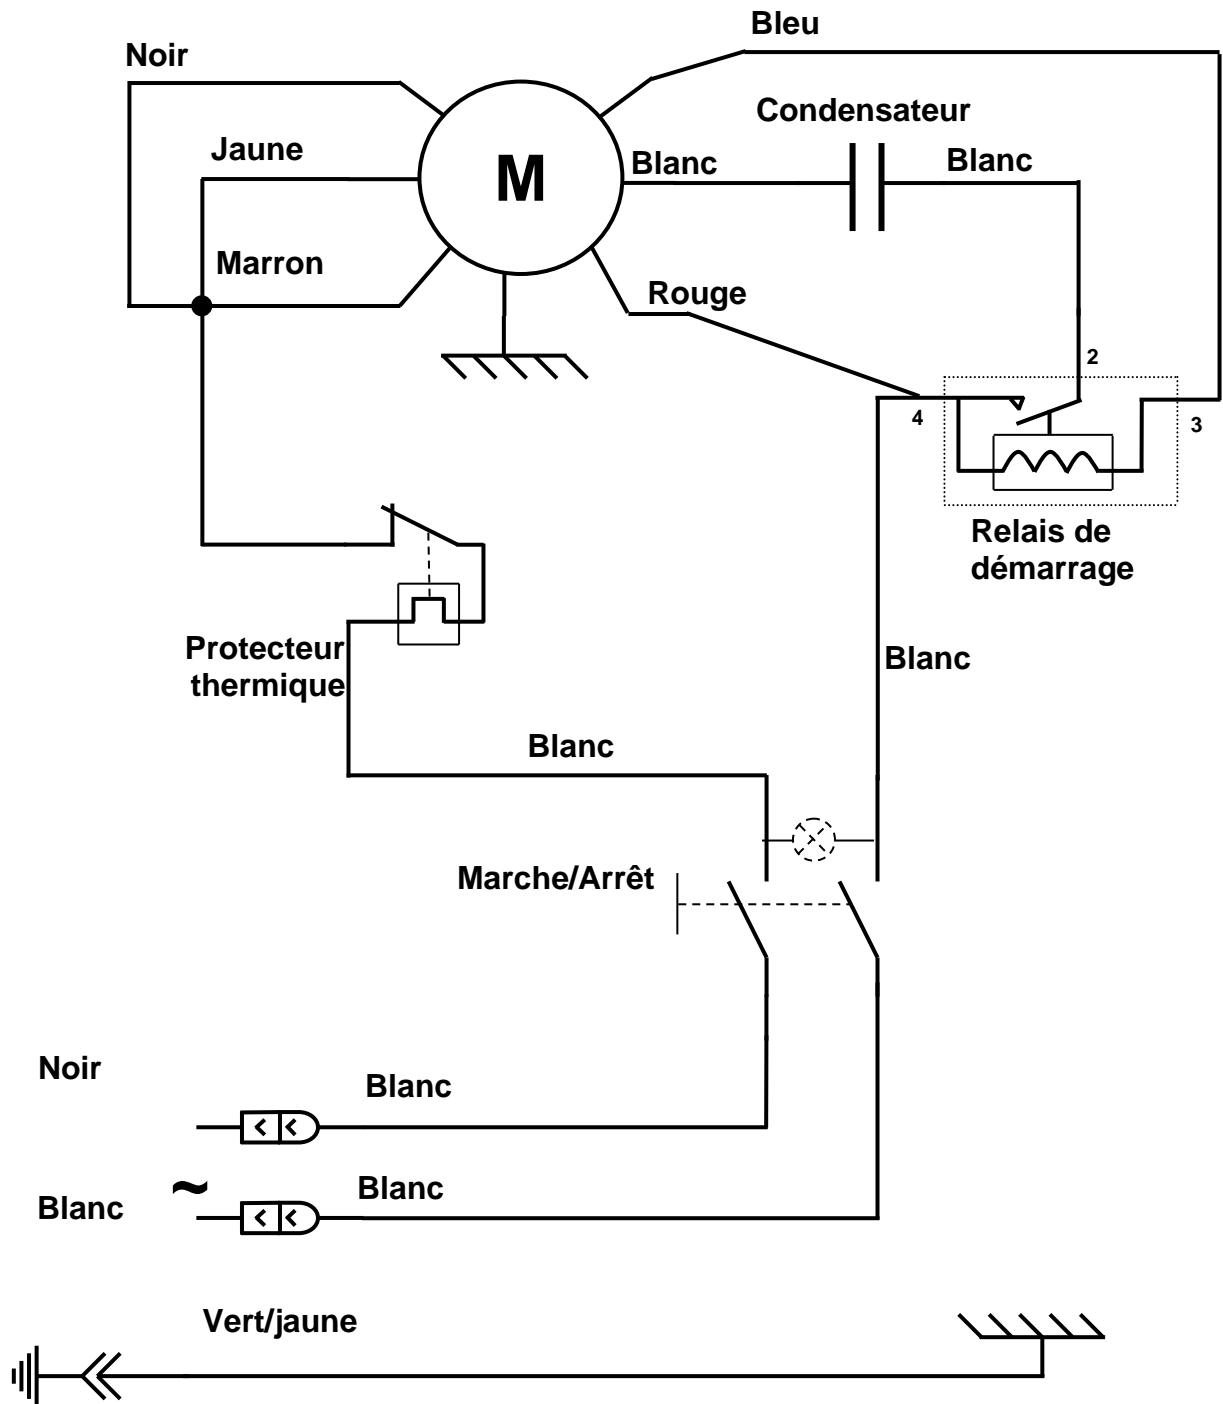 Bleu
Noir
Condensateur
Jaune
M
Blanc
Blanc
Marron
Rouge
2
4
3
Relais de
démarrage
Protecteur
thermique
Blanc
Blanc
Marche/Arrêt
Noir
Blanc
Blanc
~
Blanc
Vert/jaune